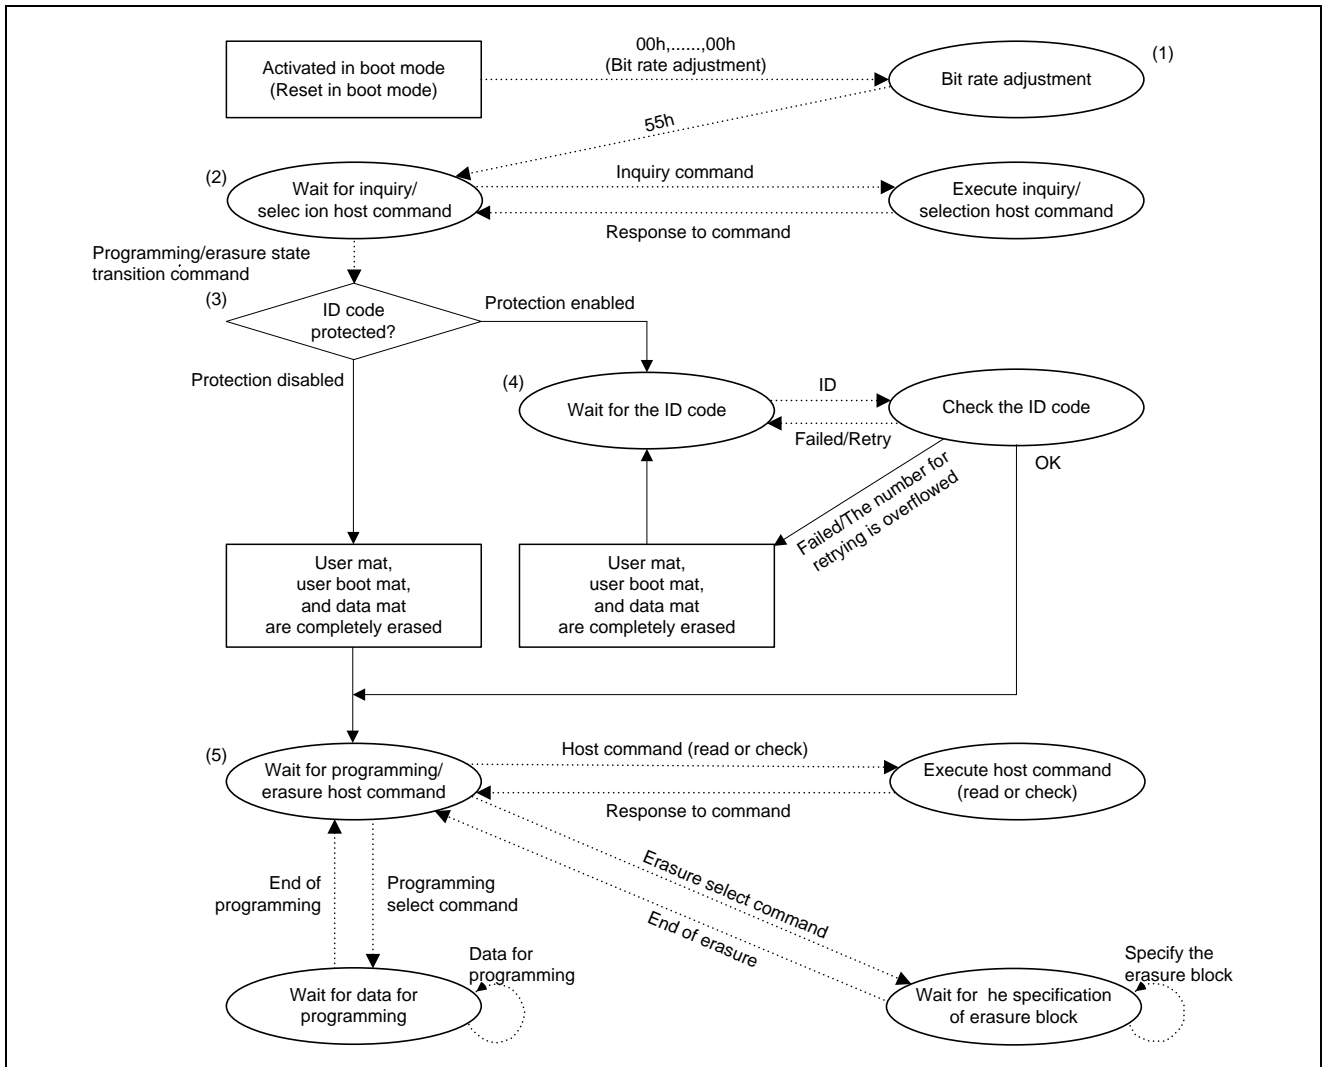 00h,......,00h
(Bit rate adjustment)
(1)
Activated in boot mode
(Reset in boot mode)
Bit rate adjustment
55h
(2)
Wait for inquiry/
selec ion host command
Inquiry command
Execute inquiry/
selection host command
Response to command
Programming/erasure state
transition command
(3)
ID code
protected?
Protection enabled
Protection disabled
(4)
Wait for the ID code
ID
Check the ID code
Failed/Retry
OK
Failed/The number for
retrying is overflowed
User mat,
user boot mat,
and data mat
are completely erased
User mat,
user boot mat,
and data mat
are completely erased
(5)
Wait for programming/
erasure host command
Host command (read or check)
Execute host command
(read or check)
Response to command
End of
programming
Programming
select command
Erasure select command
End of erasure
Data for
programming
Specify the
erasure block
Wait for data for
programming
Wait for  he specification
of erasure block